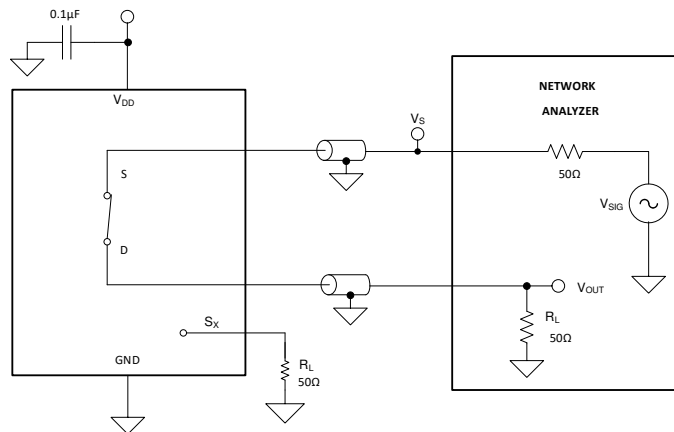 0.1µF
VDD
NETWORK
ANALYZER
VS
S
50Ω
VSIG
D
VOUT
SX
RL
50Ω
GND
RL
50Ω